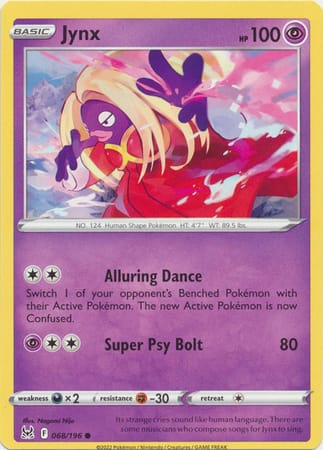 BASIC Jynx HP 100
NO. 124 Human Shape Pokémon. HT: 4'7" WT: 89.5 lbs.
Alluring Dance
Switch 1 of your opponent's Benched Pokémon with
their Active Pokémon. The new Active Pokémon is now
Confused.
Super Psy Bolt 80
weakness ×2 resistance -30 retreat
Illus. Nagomi Nijo
F 068/196
Its strange cries sound like human language. There are
some musicians who compose songs for Jynx to sing.
©2022 Pokémon / Nintendo / Creatures / GAME FREAK